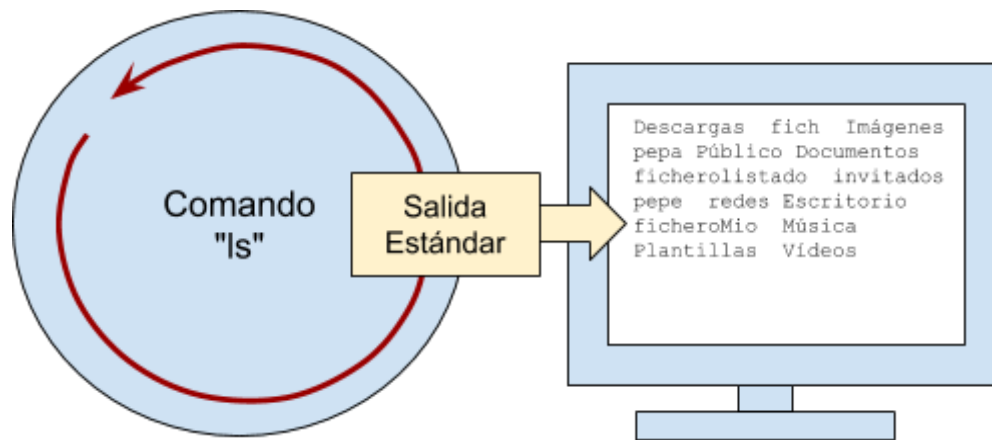 Comando
"ls"
Salida
Estándar
Descargas fich Imágenes
pepa Público Documentos
ficherolistado invitados
pepe redes Escritorio
ficheroMio Música
Plantillas Vídeos